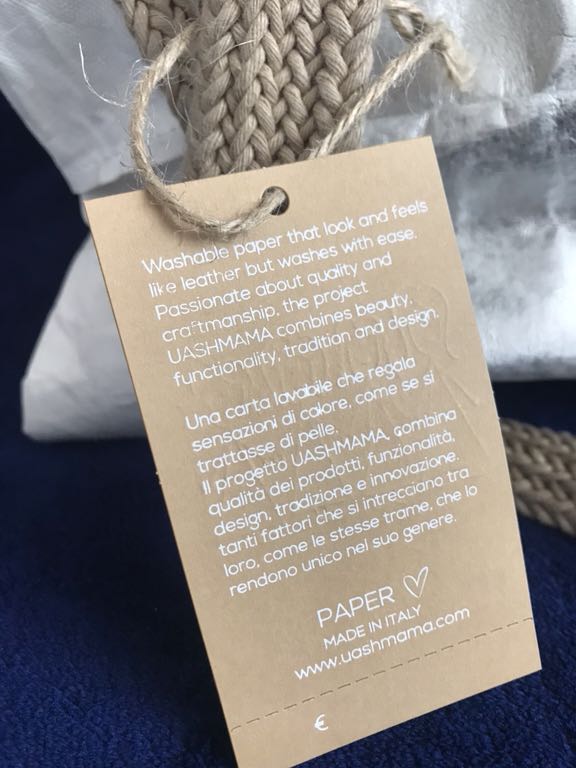 Washable paper that look and feels
like leather but washes with ease.
Passionate about quality and
craftmanship, the project
UASHMAMA combines beauty,
functionality, tradition and design.
Una carta lavabile che regala
sensazioni di calore, come se si
trattasse di pelle.
Il progetto UASHMAMA, combina
qualità dei prodotti, funzionalità,
design, tradizione e innovazione.
tanti fattori che si intrecciano tra
loro, come le stesse trame, che lo
rendono unico nel suo genere.
PAPER ♡
MADE IN ITALY
www.uashmama.com
€